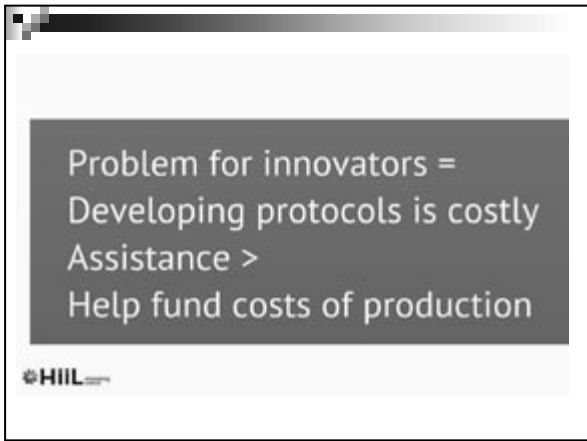 Problem for innovators =
Developing protocols is costly
Assistance >
Help fund costs of production
HiiL